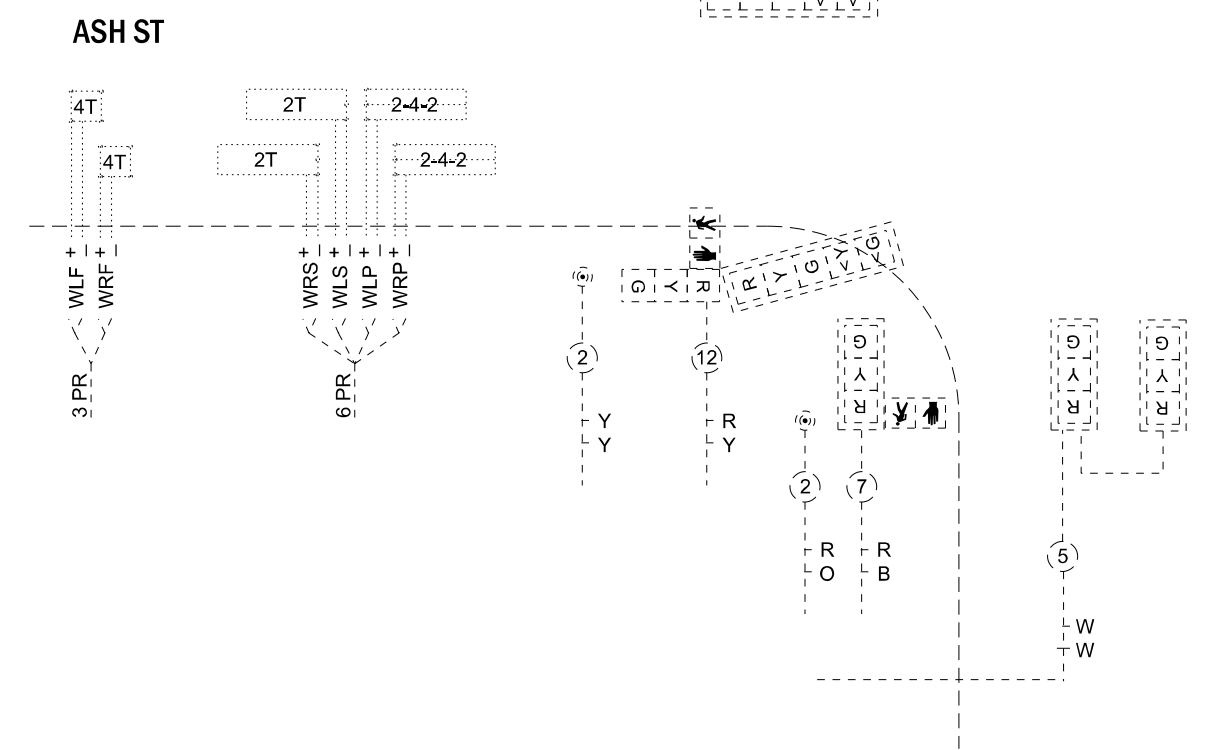 ASH ST
4T
2T
2-4-2
4T
2T
2-4-2
+ –
+ –
+ –
+ –
+ –
+ –
WLF
WRF
WRS
WLS
WLP
WRP
3 PR
6 PR
G Y R
R Y G <Y <G
2
12
G
Y
R
G
Y
R
G
Y
R
Y
Y
R
Y
2
7
R
O
R
B
5
W
W